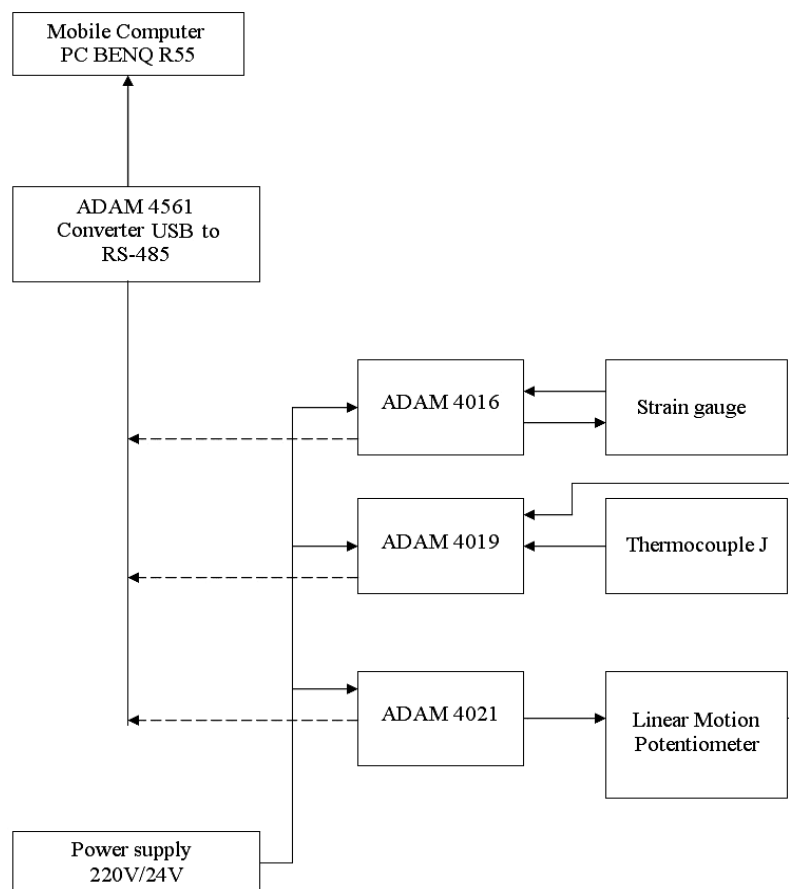 Mobile Computer
PC BENQ R55
ADAM 4561
Converter USB to
RS-485
ADAM 4016
Strain gauge
ADAM 4019
Thermocouple J
ADAM 4021
Linear Motion
Potentiometer
Power supply
220V/24V